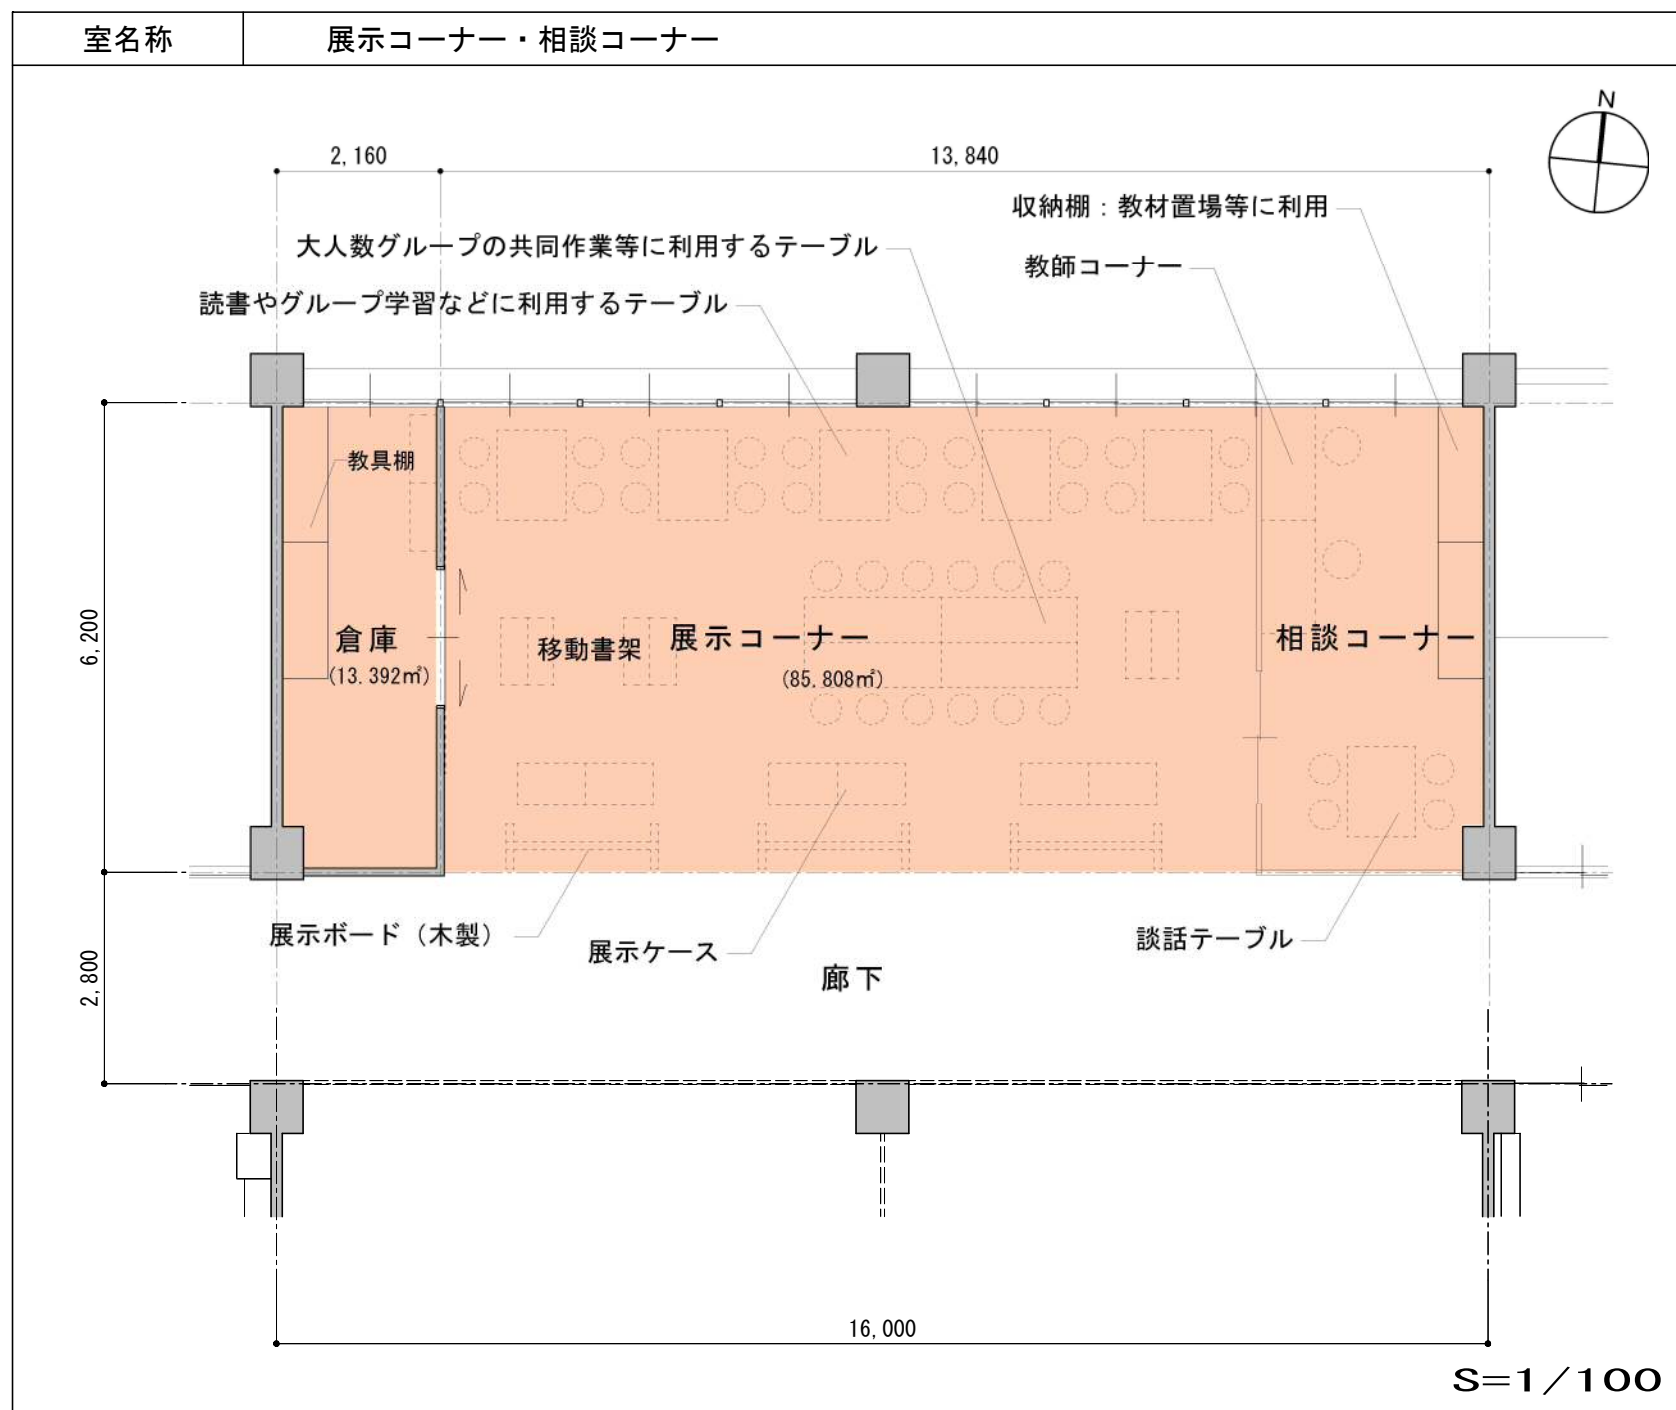 室名称
展示コーナー・相談コーナー
N
2,160
13,840
収納棚：教材置場等に利用
大人数グループの共同作業等に利用するテーブル
教師コーナー
読書やグループ学習などに利用するテーブル
教具棚
6,200
倉庫
(13.392㎡)
移動書架
展示コーナー
(85.808㎡)
相談コーナー
展示ボード（木製）
展示ケース
談話テーブル
廊下
2,800
16,000
S=1/100